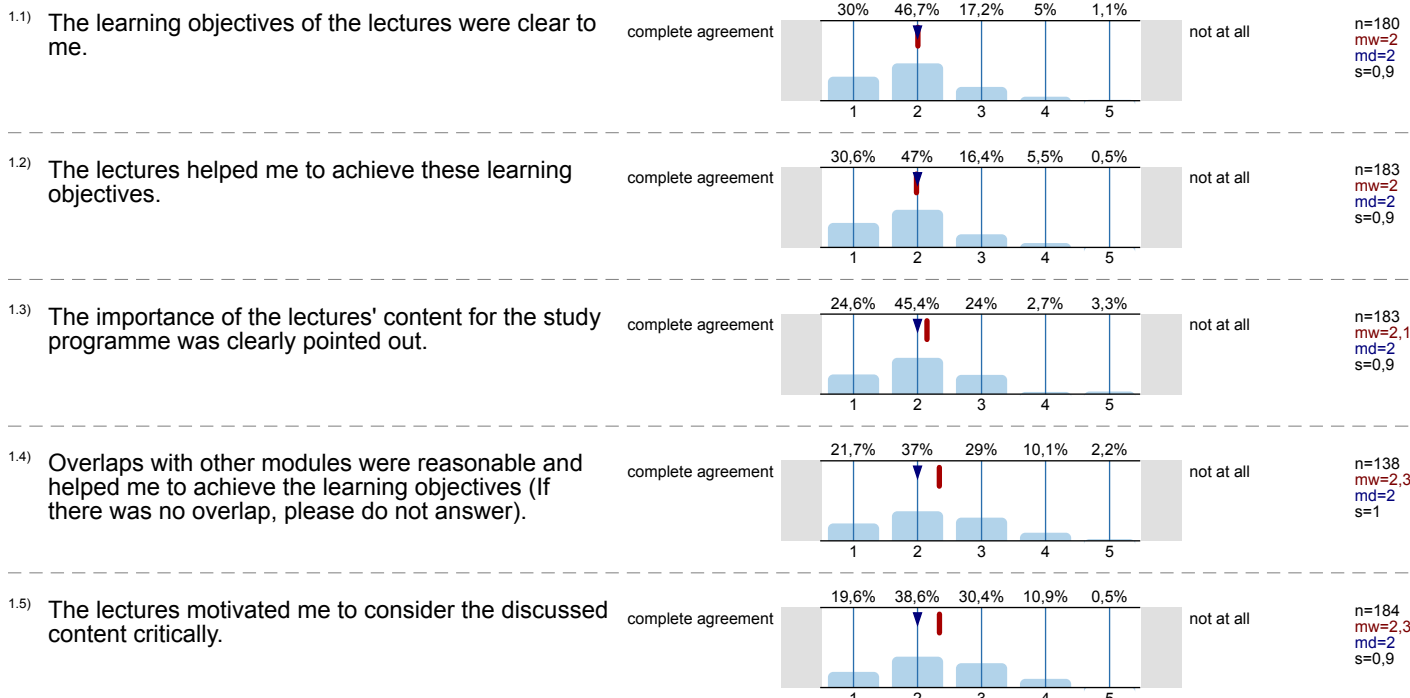 1.1) The learning objectives of the lectures were clear to
me.
complete agreement
30% 46,7% 17,2% 5% 1,1%
1 2 3 4 5
not at all
n=180
mw=2
md=2
s=0,9
1.2) The lectures helped me to achieve these learning
objectives.
complete agreement
30,6% 47% 16,4% 5,5% 0,5%
1 2 3 4 5
not at all
n=183
mw=2
md=2
s=0,9
1.3) The importance of the lectures' content for the study
programme was clearly pointed out.
complete agreement
24,6% 45,4% 24% 2,7% 3,3%
1 2 3 4 5
not at all
n=183
mw=2,1
md=2
s=0,9
1.4) Overlaps with other modules were reasonable and
helped me to achieve the learning objectives (If
there was no overlap, please do not answer).
complete agreement
21,7% 37% 29% 10,1% 2,2%
1 2 3 4 5
not at all
n=138
mw=2,3
md=2
s=1
1.5) The lectures motivated me to consider the discussed
content critically.
complete agreement
19,6% 38,6% 30,4% 10,9% 0,5%
1 2 3 4 5
not at all
n=184
mw=2,3
md=2
s=0,9